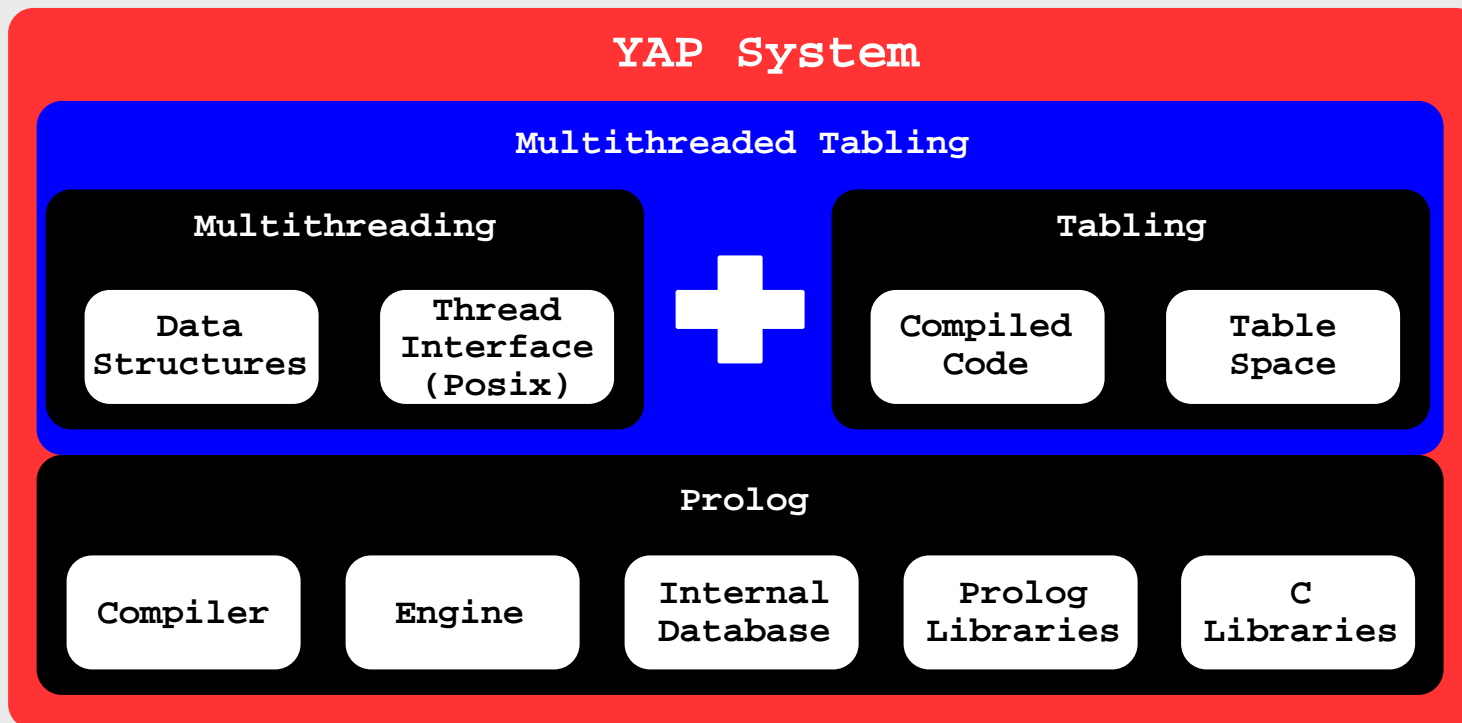 YAP System
Multithreaded Tabling
Multithreading
Data
Structures
Thread
Interface
(Posix)
Tabling
Compiled
Code
Table
Space
Prolog
Compiler
Engine
Internal
Database
Prolog
Libraries
C
Libraries